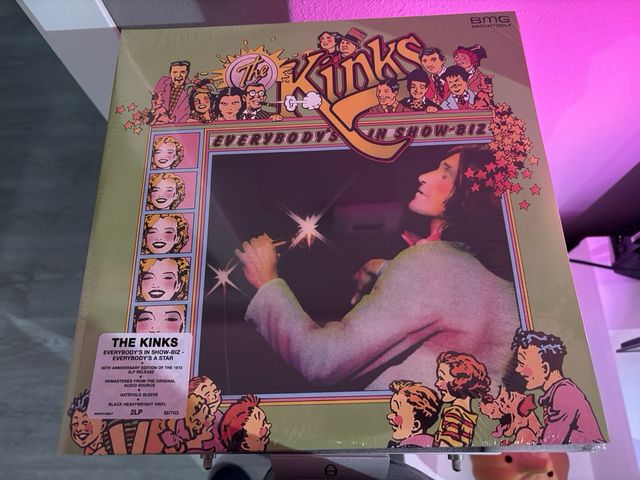 BMG
The Kinks
EVERYBODY'S IN SHOW-BIZ
THE KINKS
EVERYBODY'S IN SHOW-BIZ -
EVERYBODY'S A STAR
50TH ANNIVERSARY EDITION OF THE 1972
2LP RELEASE
REMASTERED FROM THE ORIGINAL
AUDIO SOURCE
GATEFOLD SLEEVE
BLACK HEAVYWEIGHT VINYL
2LP
BMG